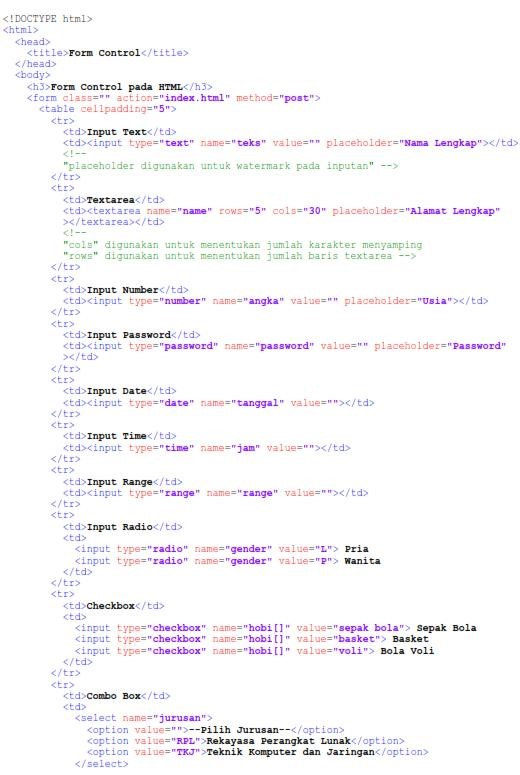 <!DOCTYPE html>
<html>
<head>
<title>Form Control</title>
</head>
<body>
<h3>Form Control pada HTML</h3>
<form class="" action="index.html" method="post">
<table cellpadding="5">
<tr>
<td>Input Text</td>
<td><input type="text" name="teks" value="" placeholder="Nama Lengkap"></td>
<!--
"placeholder digunakan untuk watermark pada inputan" -->
</tr>
<tr>
<td>Textarea</td>
<td><textarea name="name" rows="5" cols="30" placeholder="Alamat Lengkap"
></textarea></td>
<!--
"cols" digunakan untuk menentukan jumlah karakter menyamping
"rows" digunakan untuk menentukan jumlah baris textarea -->
</tr>
<tr>
<td>Input Number</td>
<td><input type="number" name="angka" value="" placeholder="Usia"></td>
</tr>
<tr>
<td>Input Password</td>
<td><input type="password" name="password" value="" placeholder="Password"
></td>
</tr>
<tr>
<td>Input Date</td>
<td><input type="date" name="tanggal" value=""></td>
</tr>
<tr>
<td>Input Time</td>
<td><input type="time" name="jam" value=""></td>
</tr>
<tr>
<td>Input Range</td>
<td><input type="range" name="range" value=""></td>
</tr>
<tr>
<td>Input Radio</td>
<td>
<input type="radio" name="gender" value="L"> Pria
<input type="radio" name="gender" value="P"> Wanita
</td>
</tr>
<tr>
<td>Checkbox</td>
<td>
<input type="checkbox" name="hobi[]" value="sepak bola"> Sepak Bola
<input type="checkbox" name="hobi[]" value="basket"> Basket
<input type="checkbox" name="hobi[]" value="voli"> Bola Voli
</td>
</tr>
<tr>
<td>Combo Box</td>
<td>
<select name="jurusan">
<option value="">--Pilih Jurusan--</option>
<option value="RPL">Rekayasa Perangkat Lunak</option>
<option value="TKJ">Teknik Komputer dan Jaringan</option>
</select>